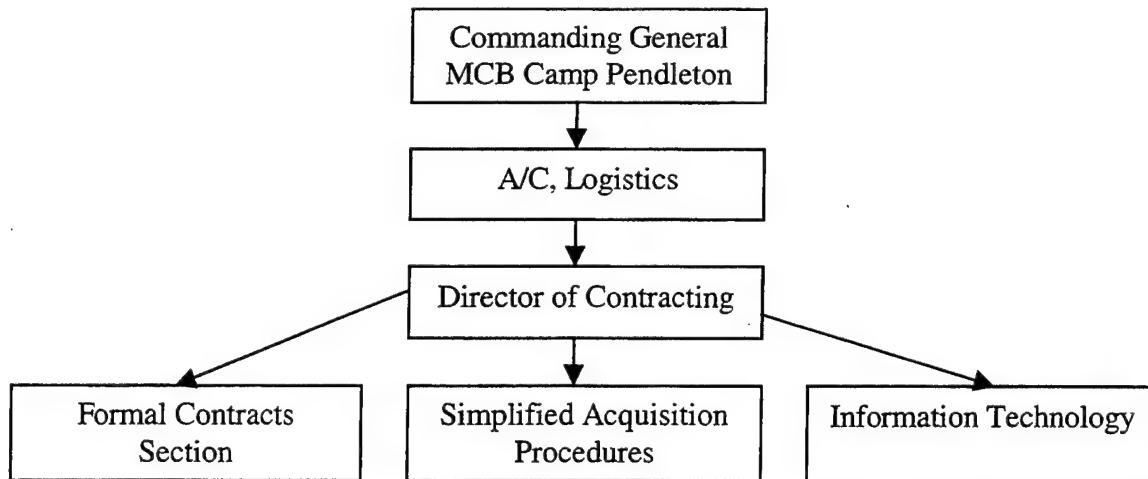 Commanding General
MCB Camp Pendleton
A/C, Logistics
Director of Contracting
Formal Contracts
Section
Simplified Acquisition
Procedures
Information Technology